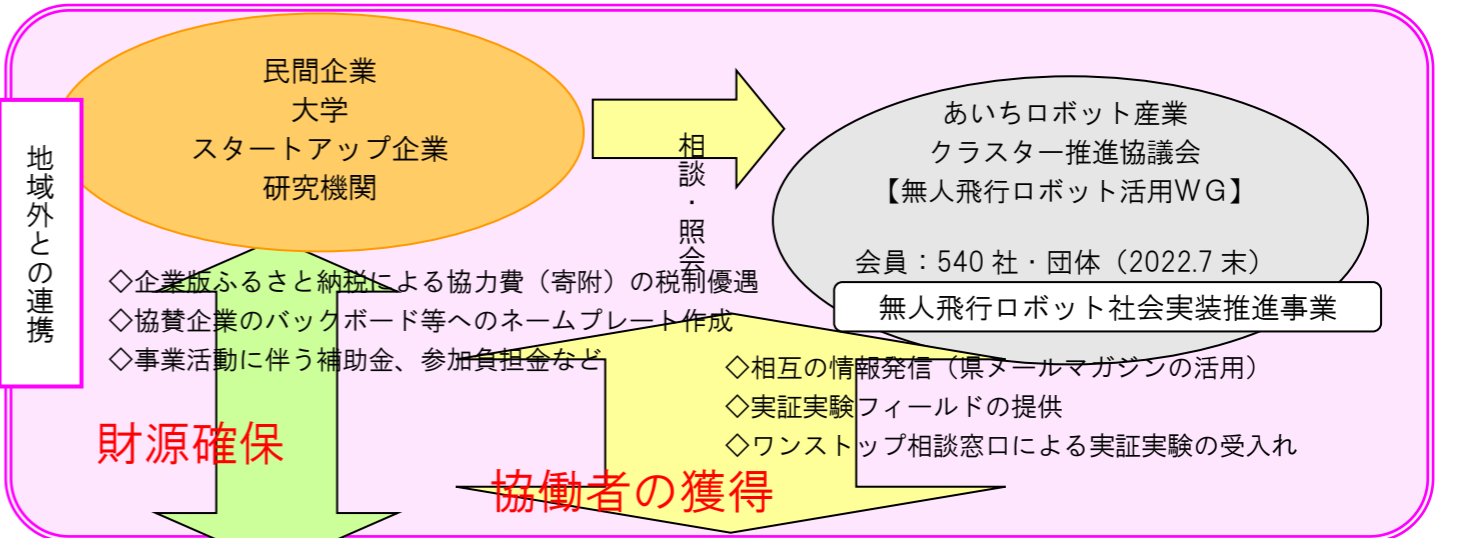 地域外との連携
民間企業
大学
スタートアップ企業
研究機関
相談・照会
あいちロボット産業
クラスター推進協議会
【無人飛行ロボット活用ＷＧ】
会員：540 社・団体（2022.7 末）
無人飛行ロボット社会実装推進事業
◇企業版ふるさと納税による協力費（寄附）の税制優遇
◇協賛企業のバックボード等へのネームプレート作成
◇事業活動に伴う補助金、参加負担金など
財源確保
◇相互の情報発信（県メールマガジンの活用）
◇実証実験フィールドの提供
◇ワンストップ相談窓口による実証実験の受入れ
協働者の獲得